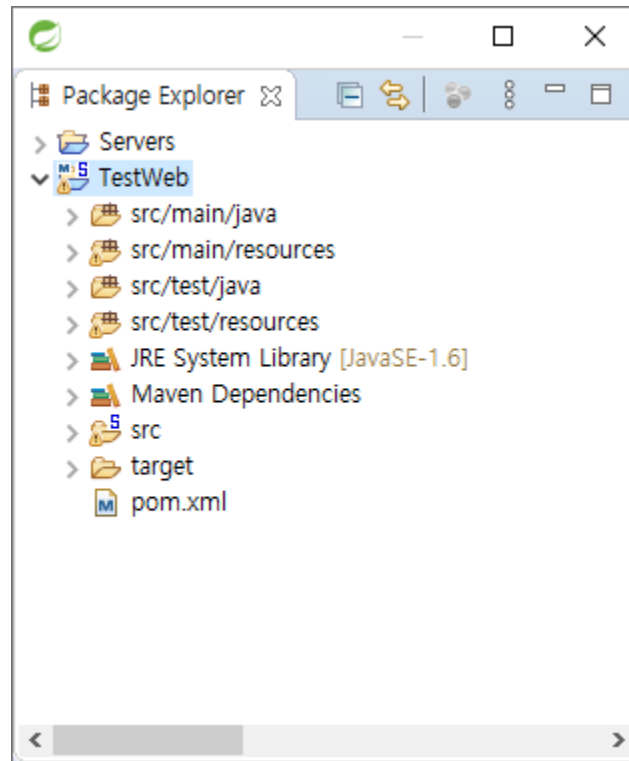 Package Explorer
Servers
TestWeb
src/main/java
src/main/resources
src/test/java
src/test/resources
JRE System Library [JavaSE-1.6]
Maven Dependencies
src
target
pom.xml